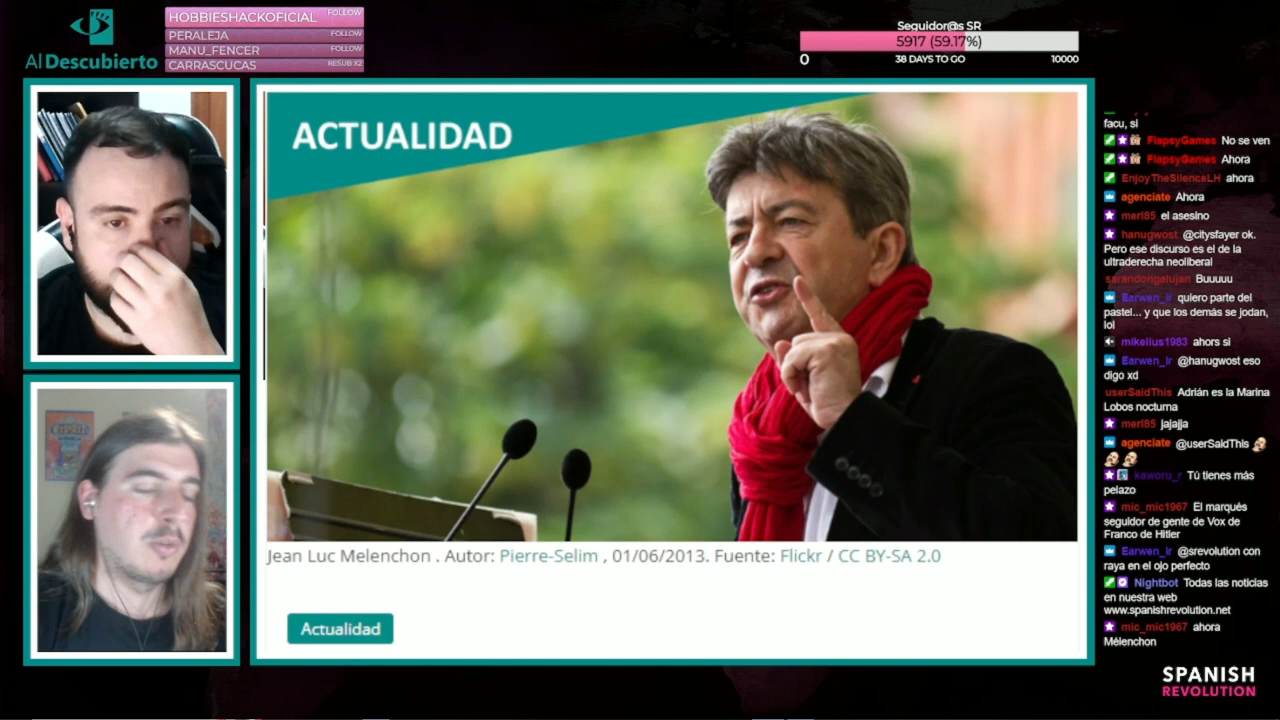 Al Descubierto
HOBBIESHACKOFICIAL FOLLOW
PERALEJA FOLLOW
MANU_FENCER FOLLOW
CARRASCUCAS RESUB X2
Seguidor@s SR
5917 (59.17%)
0 38 DAYS TO GO 10000
ACTUALIDAD
Jean Luc Melenchon . Autor: Pierre-Selim , 01/06/2013. Fuente: Flickr / CC BY-SA 2.0
Actualidad
facu, si
FlapsyGames No se ven
FlapsyGames Ahora
EnjoyTheSilenceLH ahora
agenciate Ahora
merl85 el asesino
hanugwost @citysfayer ok.
Pero ese discurso es el de la
ultraderecha neoliberal
sarandongalujan Buuuuu
Earwen_ir quiero parte del
pastel... y que los demás se jodan,
lol
mikelius1983 ahors si
Earwen_ir @hanugwost eso
digo xd
userSaidThis Adrián es la Marina
Lobos nocturna
merl85 jajajja
agenciate @userSaidThis
kaworu_r Tú tienes más
pelazo
mic_mic1967 El marqués
seguidor de gente de Vox de
Franco de Hitler
Earwen_ir @srevolution con
raya en el ojo perfecto
Nightbot Todas las noticias
en nuestra web
www.spanishrevolution.net
mic_mic1967 ahora
Mélenchon
SPANISH
REVOLUTION